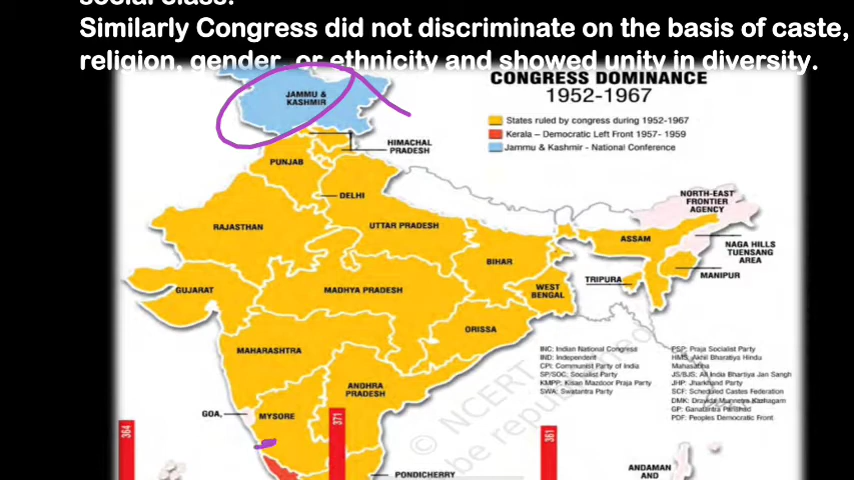 social class.
Similarly Congress did not discriminate on the basis of caste,
religion, gender, or ethnicity and showed unity in diversity.
CONGRESS DOMINANCE
1952-1967
States ruled by congress during 1952-1967
Kerala – Democratic Left Front 1957- 1959
Jammu & Kashmir - National Conference
JAMMU &
KASHMIR
HIMACHAL
PRADESH
PUNJAB
DELHI
NORTH-EAST
FRONTIER
AGENCY
RAJASTHAN
UTTAR PRADESH
ASSAM
NAGA HILLS
TUENSANG
AREA
BIHAR
MANIPUR
TRIPURA
GUJARAT
MADHYA PRADESH
WEST
BENGAL
ORISSA
MAHARASHTRA
INC: Indian National Congress
IND: Independent
CPI: Communist Party of India
SP/SOC: Socialist Party
KMPP: Kisan Mazdoor Praja Party
SWA: Swatantra Party
PSP: Praja Socialist Party
HMS: Akhil Bharatiya Hindu
Mahasabha
JS/BJS: All India Bhartiya Jan Sangh
JHP: Jharkhand Party
SCF: Scheduled Castes Federation
DMK: Dravida Munnetra Kashagam
GP: Ganatantra Parishad
PDF: Peoples Democratic Front
ANDHRA
PRADESH
GOA,
MYSORE
364
371
361
© NCERT
be republished
PONDICHERRY
ANDAMAN
AND